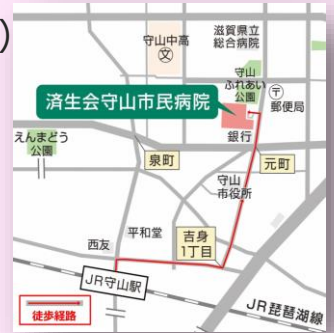 )
守山中高
文
滋賀県立
総合病院
守山
ふれあい
公園
〒
郵便局
済生会守山市民病院
銀行
えんまどう
公園
泉町
元町
守山
市役所
西友
平和堂
吉身
1丁目
JR守山駅
JR琵琶湖線
徒歩経路